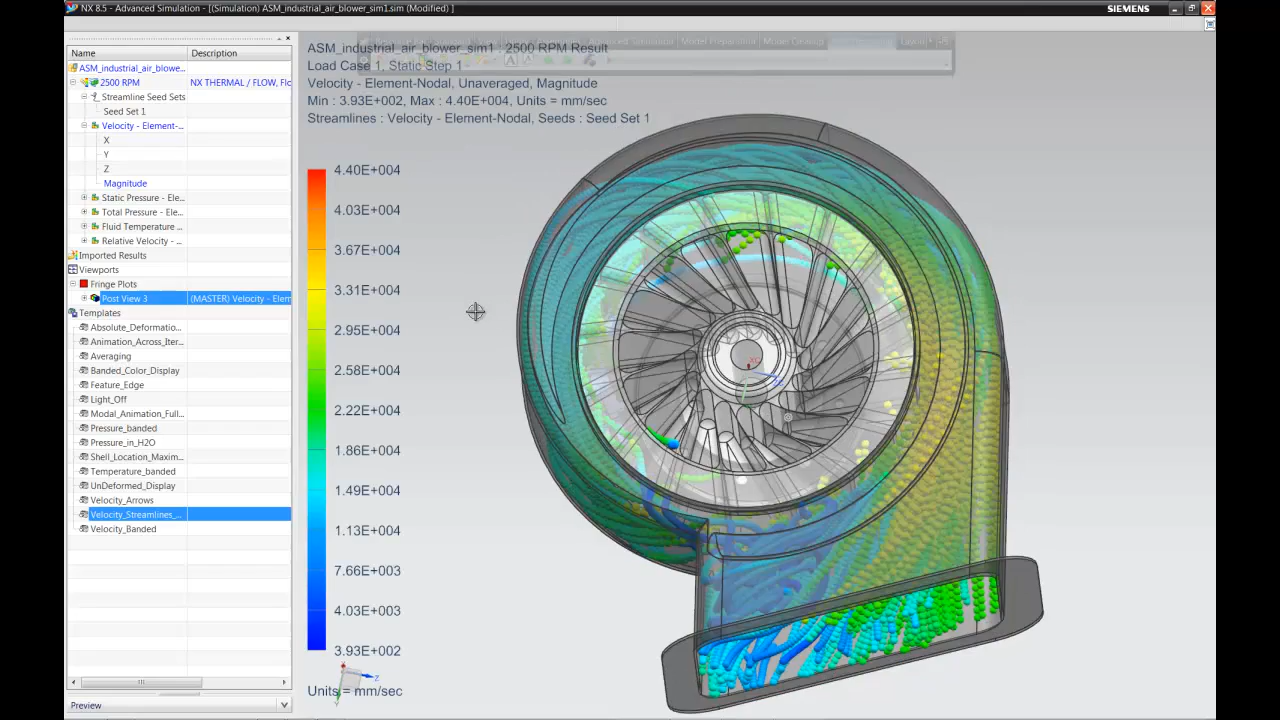 NX 8.5 - Advanced Simulation - [(Simulation) ASM_industrial_air_blower_sim1.sim (Modified) ]
SIEMENS
Name Description
ASM_industrial_air_blowe...
2500 RPM NX THERMAL / FLOW, Flo
Streamline Seed Sets
Seed Set 1
Velocity - Element-...
X
Y
Z
Magnitude
Static Pressure - Ele...
Total Pressure - Ele...
Fluid Temperature ...
Relative Velocity - ...
Imported Results
Viewports
Fringe Plots
Post View 3 (MASTER) Velocity - Elem
Templates
Absolute_Deformatio...
Animation_Across_Iter...
Averaging
Banded_Color_Display
Feature_Edge
Light_Off
Modal_Animation_Full...
Pressure_banded
Pressure_in_H2O
Shell_Location_Maxim...
Temperature_banded
UnDeformed_Display
Velocity_Arrows
Velocity_Streamlines_...
Velocity_Banded
Preview
ASM_industrial_air_blower_sim1 : 2500 RPM Result
Load Case 1, Static Step 1
Velocity - Element-Nodal, Unaveraged, Magnitude
Min : 3.93E+002, Max : 4.40E+004, Units = mm/sec
Streamlines : Velocity - Element-Nodal, Seeds : Seed Set 1
4.40E+004
4.03E+004
3.67E+004
3.31E+004
2.95E+004
2.58E+004
2.22E+004
1.86E+004
1.49E+004
1.13E+004
7.66E+003
4.03E+003
3.93E+002
Units = mm/sec
Z
Y